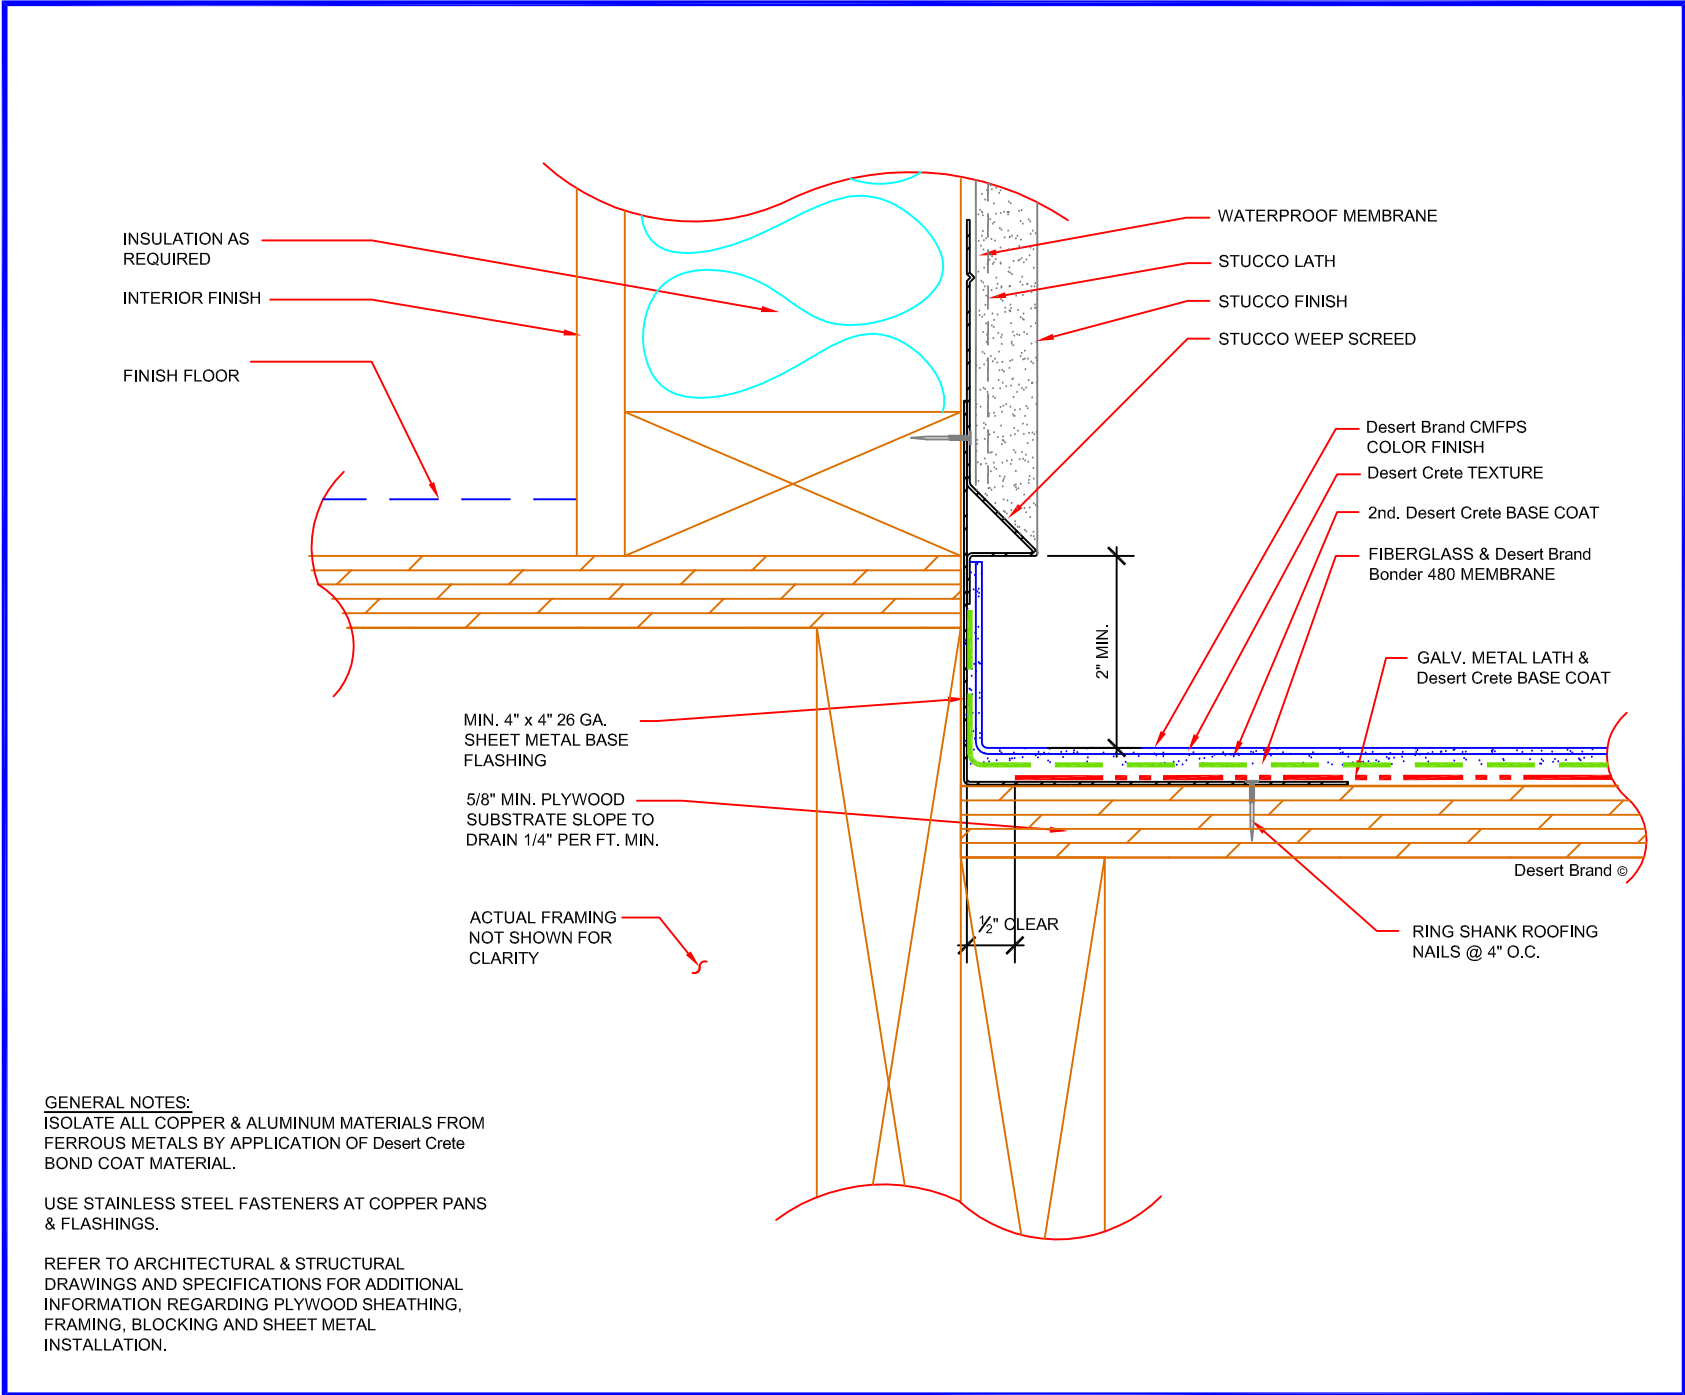 INSULATION AS
REQUIRED
INTERIOR FINISH
FINISH FLOOR
WATERPROOF MEMBRANE
STUCCO LATH
STUCCO FINISH
STUCCO WEEP SCREED
Desert Brand CMFPS
COLOR FINISH
Desert Crete TEXTURE
2nd. Desert Crete BASE COAT
FIBERGLASS & Desert Brand
Bonder 480 MEMBRANE
2" MIN.
GALV. METAL LATH &
Desert Crete BASE COAT
MIN. 4" x 4" 26 GA.
SHEET METAL BASE
FLASHING
5/8" MIN. PLYWOOD
SUBSTRATE SLOPE TO
DRAIN 1/4" PER FT. MIN.
Desert Brand ©
ACTUAL FRAMING
NOT SHOWN FOR
CLARITY
½" CLEAR
RING SHANK ROOFING
NAILS @ 4" O.C.
GENERAL NOTES:
ISOLATE ALL COPPER & ALUMINUM MATERIALS FROM
FERROUS METALS BY APPLICATION OF Desert Crete
BOND COAT MATERIAL.
USE STAINLESS STEEL FASTENERS AT COPPER PANS
& FLASHINGS.
REFER TO ARCHITECTURAL & STRUCTURAL
DRAWINGS AND SPECIFICATIONS FOR ADDITIONAL
INFORMATION REGARDING PLYWOOD SHEATHING,
FRAMING, BLOCKING AND SHEET METAL
INSTALLATION.